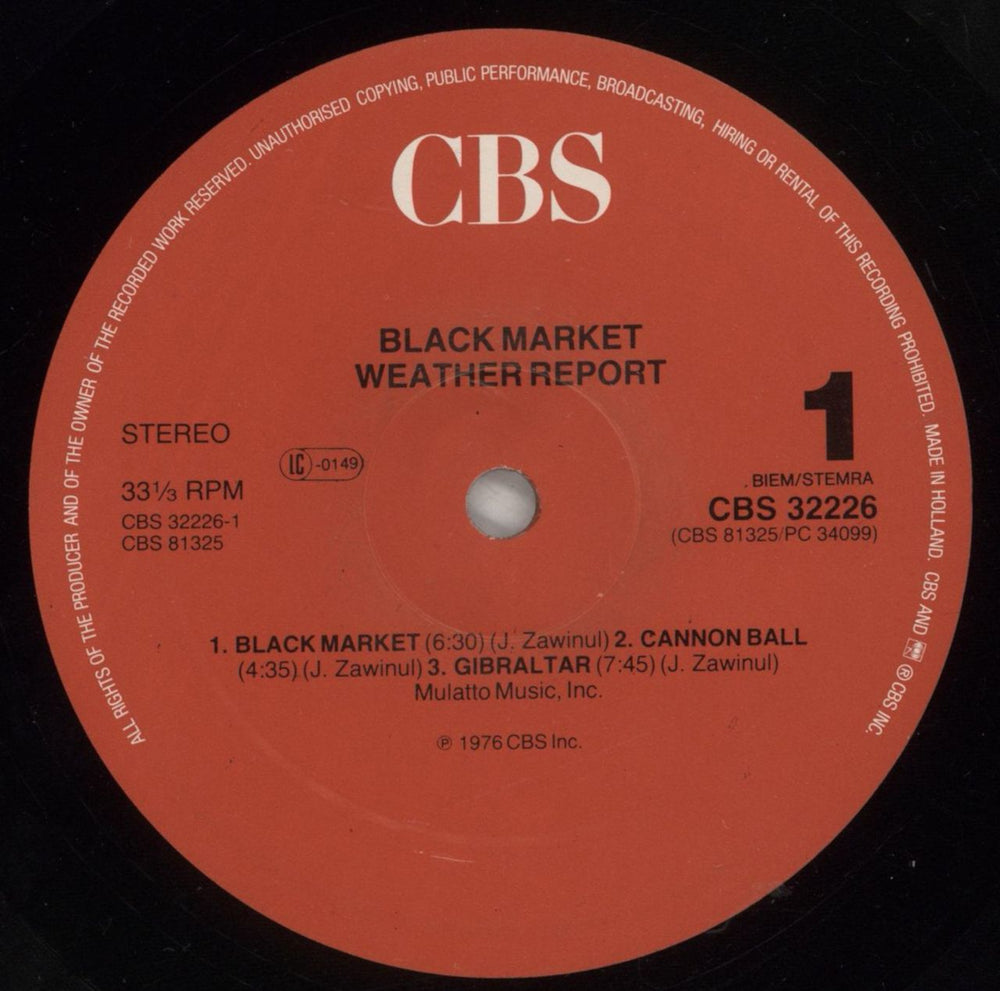 ALL RIGHTS OF THE PRODUCER AND OF THE OWNER OF THE RECORDED WORK RESERVED. UNAUTHORISED COPYING, PUBLIC PERFORMANCE, BROADCASTING, HIRING OR RENTAL OF THIS RECORDING PROHIBITED. MADE IN HOLLAND. CBS AND ® CBS INC.
CBS
BLACK MARKET
WEATHER REPORT
1
STEREO
LC-0149
33⅓ RPM
CBS 32226-1
CBS 81325
BIEM/STEMRA
CBS 32226
(CBS 81325/PC 34099)
1. BLACK MARKET (6:30) (J. Zawinul) 2. CANNON BALL
(4:35) (J. Zawinul) 3. GIBRALTAR (7:45) (J. Zawinul)
Mulatto Music, Inc.
℗ 1976 CBS Inc.